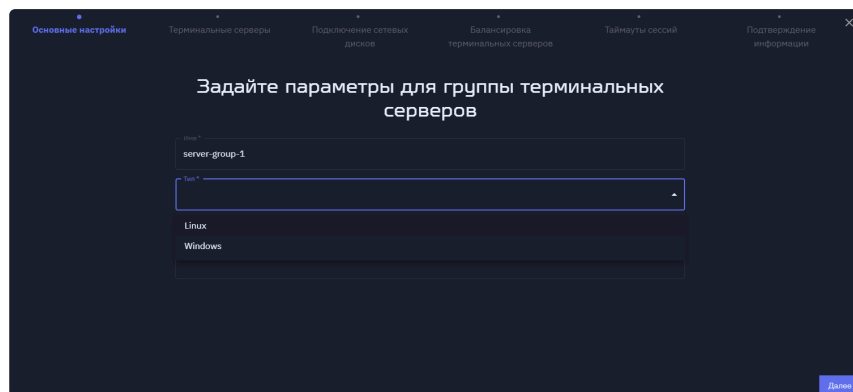 Основные настройки
Терминальные серверы
Подключение сетевых
дисков
Балансировка
терминальных серверов
Таймауты сессий
Подтверждение
информации
Задайте параметры для группы терминальных
серверов
Имя *
server-group-1
Тип *
Linux
Windows
Далее